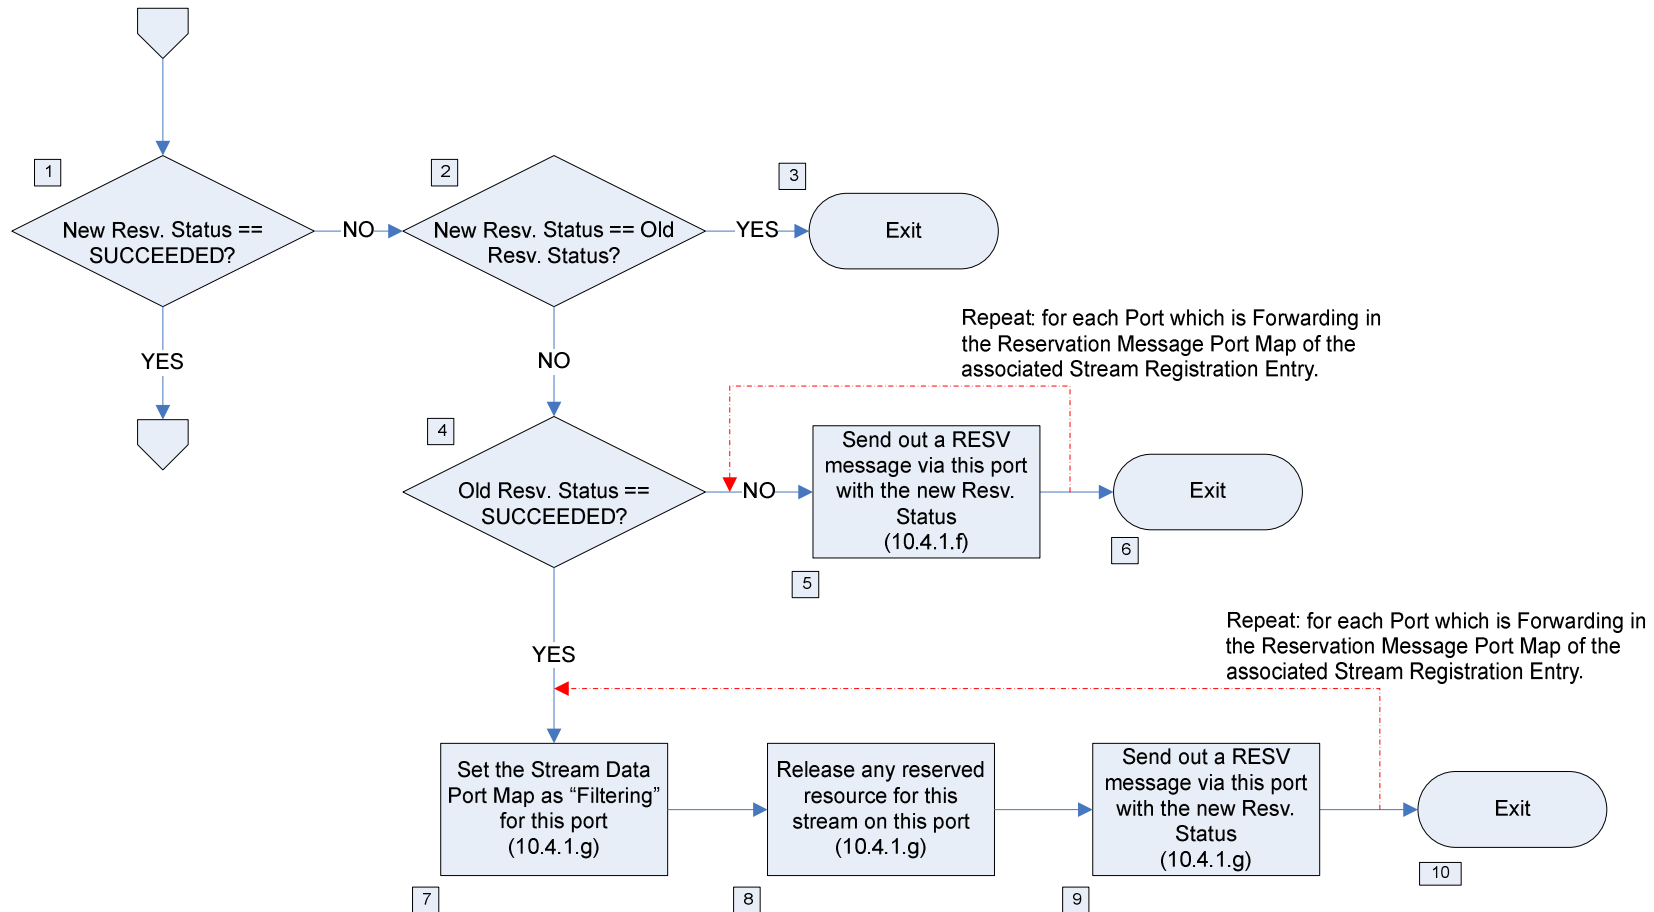 1
New Resv. Status ==
SUCCEEDED?
NO
2
New Resv. Status == Old
Resv. Status?
YES
3
Exit
YES
NO
Repeat: for each Port which is Forwarding in
the Reservation Message Port Map of the
associated Stream Registration Entry.
4
Old Resv. Status ==
SUCCEEDED?
NO
Send out a RESV
message via this port
with the new Resv.
Status
(10.4.1.f)
5
Exit
6
YES
Repeat: for each Port which is Forwarding in
the Reservation Message Port Map of the
associated Stream Registration Entry.
Set the Stream Data
Port Map as “Filtering”
for this port
(10.4.1.g)
7
Release any reserved
resource for this
stream on this port
(10.4.1.g)
8
Send out a RESV
message via this port
with the new Resv.
Status
(10.4.1.g)
9
Exit
10